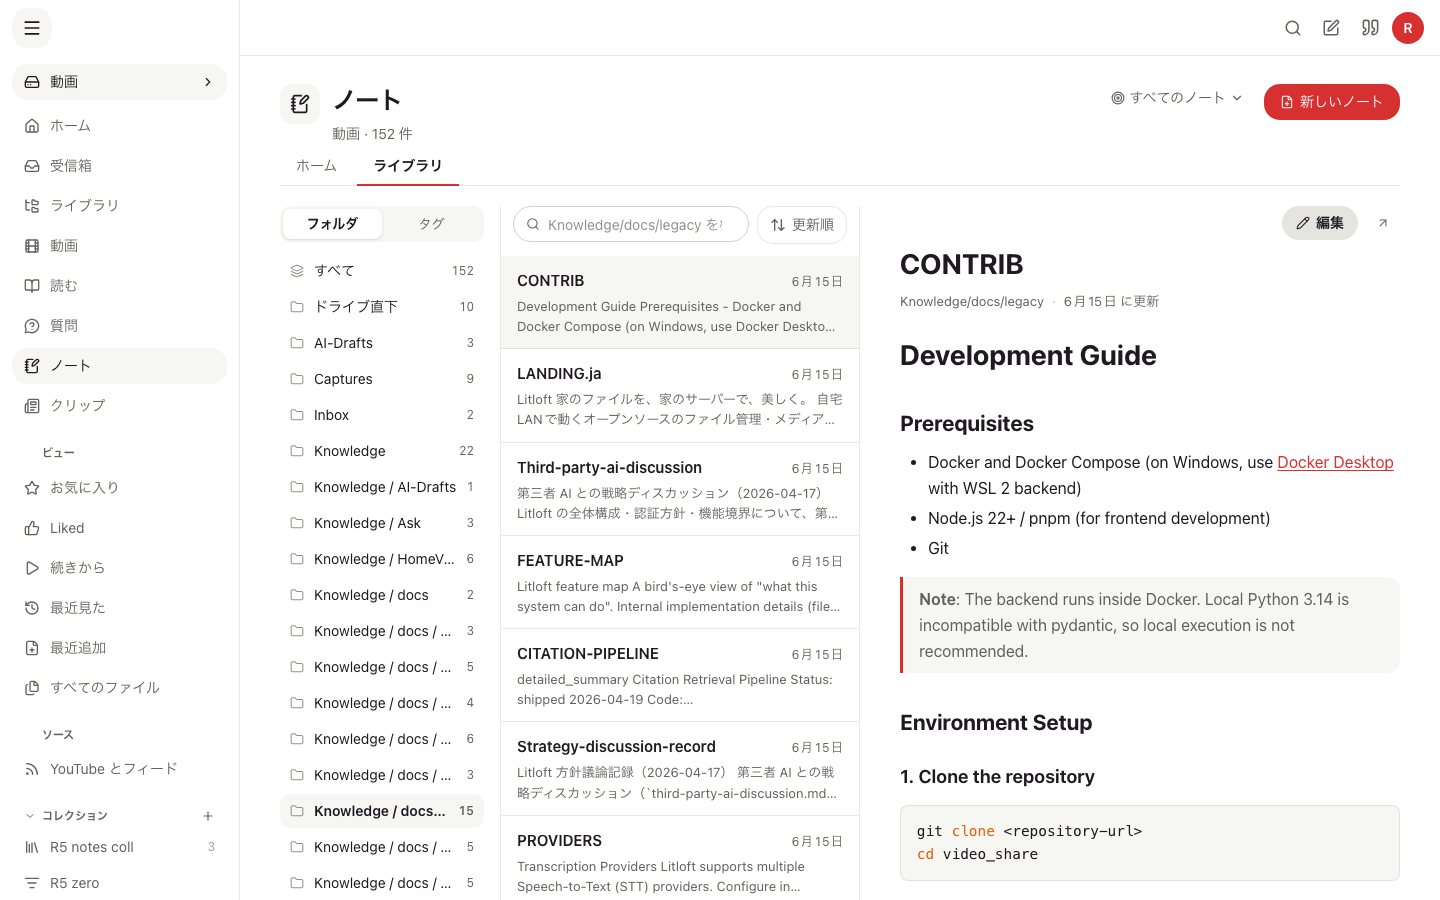 動画
ホーム
受信箱
ライブラリ
動画
読む
質問
ノート
クリップ
ビュー
お気に入り
Liked
続きから
最近見た
最近追加
すべてのファイル
ソース
YouTube とフィード
コレクション
R5 notes coll 3
R5 zero
R
ノート
動画 · 152 件
すべてのノート
新しいノート
ホーム
ライブラリ
フォルダ
タグ
すべて 152
ドライブ直下 10
AI-Drafts 3
Captures 9
Inbox 2
Knowledge 22
Knowledge / AI-Drafts 1
Knowledge / Ask 3
Knowledge / HomeV... 6
Knowledge / docs 2
Knowledge / docs / ... 3
Knowledge / docs / ... 5
Knowledge / docs / ... 4
Knowledge / docs / ... 6
Knowledge / docs / ... 3
Knowledge / docs... 15
Knowledge / docs / ... 5
Knowledge / docs / ... 5
Knowledge/docs/legacy を
更新順
CONTRIB 6月15日
Development Guide Prerequisites - Docker and
Docker Compose (on Windows, use Docker Deskto...
LANDING.ja 6月15日
Litloft 家のファイルを、家のサーバーで、美しく。 自宅
LANで動くオープンソースのファイル管理・メディア...
Third-party-ai-discussion 6月15日
第三者 AI との戦略ディスカッション（2026-04-17）
Litloft の全体構成・認証方針・機能境界について、第...
FEATURE-MAP 6月15日
Litloft feature map A bird's-eye view of "what this
system can do". Internal implementation details (file...
CITATION-PIPELINE 6月15日
detailed_summary Citation Retrieval Pipeline Status:
shipped 2026-04-19 Code:...
Strategy-discussion-record 6月15日
Litloft 方針議論記録（2026-04-17） 第三者 AI との戦
略ディスカッション（`third-party-ai-discussion.md...
PROVIDERS 6月15日
Transcription Providers Litloft supports multiple
Speech-to-Text (STT) providers. Configure in...
編集
CONTRIB
Knowledge/docs/legacy · 6月15日 に更新
Development Guide
Prerequisites
• Docker and Docker Compose (on Windows, use Docker Desktop
with WSL 2 backend)
• Node.js 22+ / pnpm (for frontend development)
• Git
Note: The backend runs inside Docker. Local Python 3.14 is
incompatible with pydantic, so local execution is not
recommended.
Environment Setup
1. Clone the repository
git clone <repository-url>
cd video_share